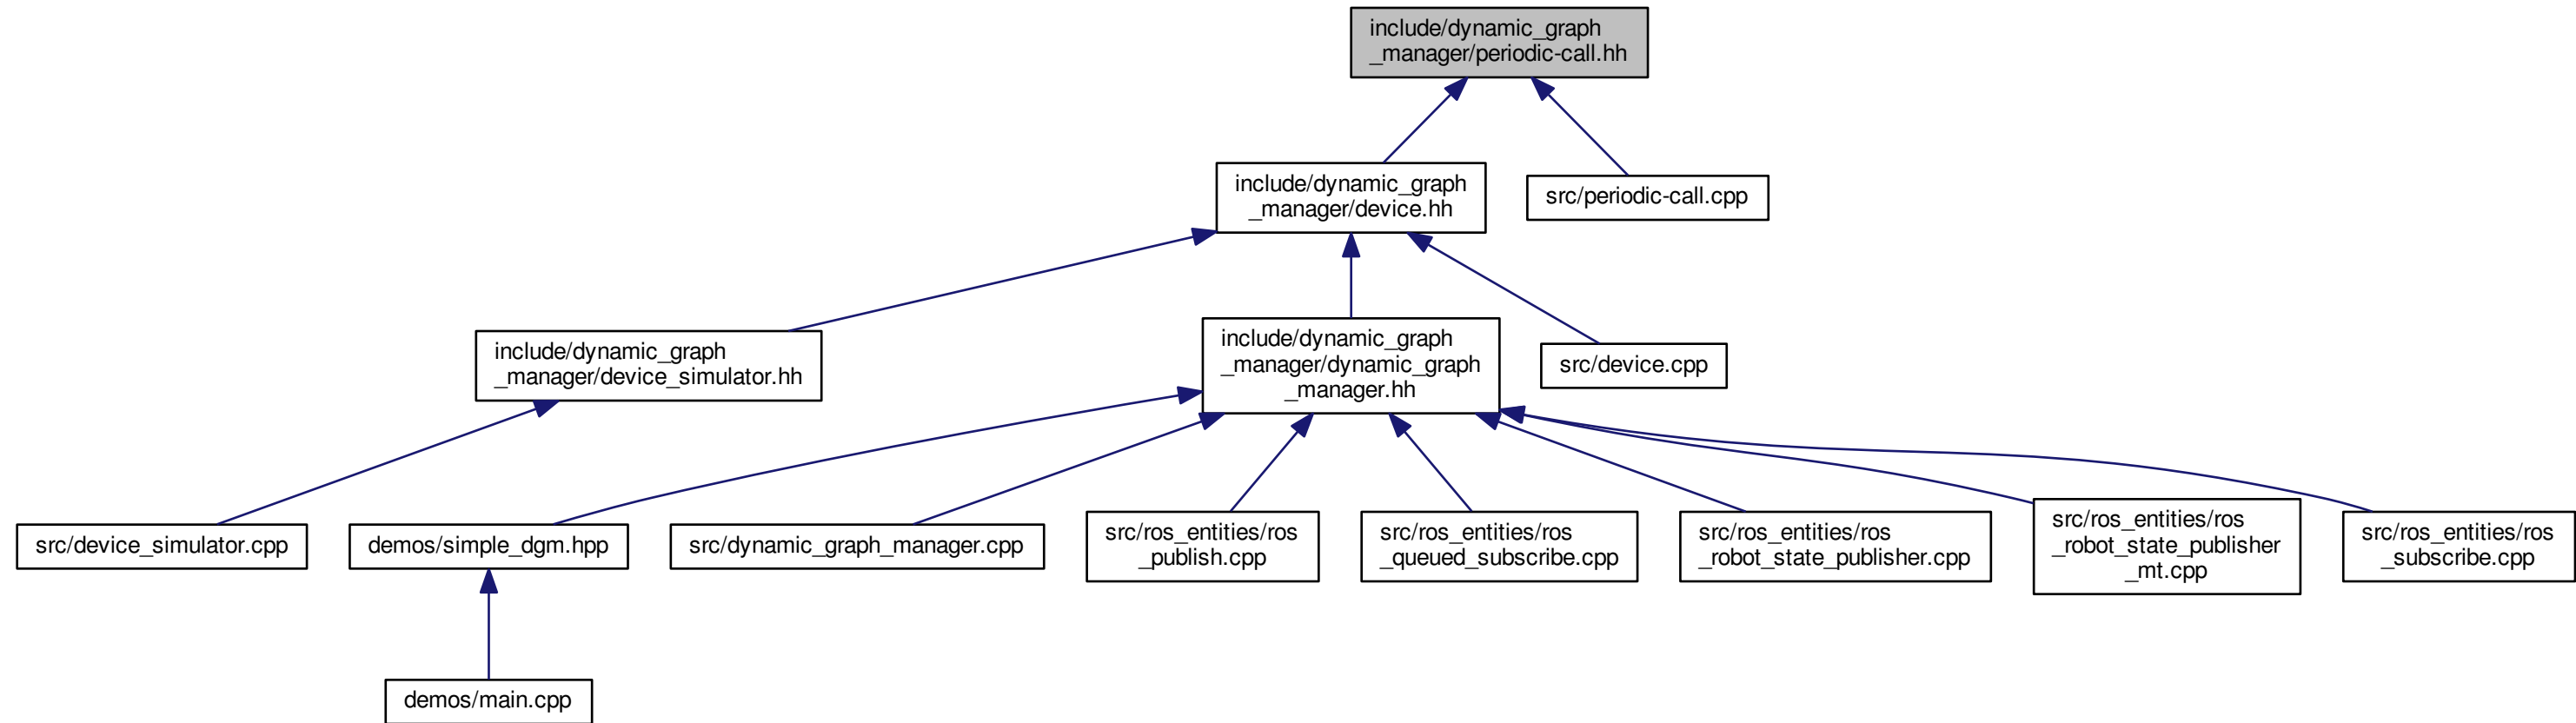 include/dynamic_graph
_manager/periodic-call.hh
include/dynamic_graph
_manager/device.hh
src/periodic-call.cpp
include/dynamic_graph
_manager/device_simulator.hh
include/dynamic_graph
_manager/dynamic_graph
_manager.hh
src/device.cpp
src/device_simulator.cpp
demos/simple_dgm.hpp
src/dynamic_graph_manager.cpp
src/ros_entities/ros
_publish.cpp
src/ros_entities/ros
_queued_subscribe.cpp
src/ros_entities/ros
_robot_state_publisher.cpp
src/ros_entities/ros
_robot_state_publisher
_mt.cpp
src/ros_entities/ros
_subscribe.cpp
demos/main.cpp